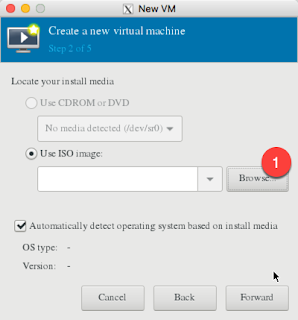 New VM
Create a new virtual machine
Step 2 of 5
Locate your install media
Use CDROM or DVD
No media detected (/dev/sr0)
Use ISO image:
1
Browse...
Automatically detect operating system based on install media
OS type: -
Version: -
Cancel Back Forward